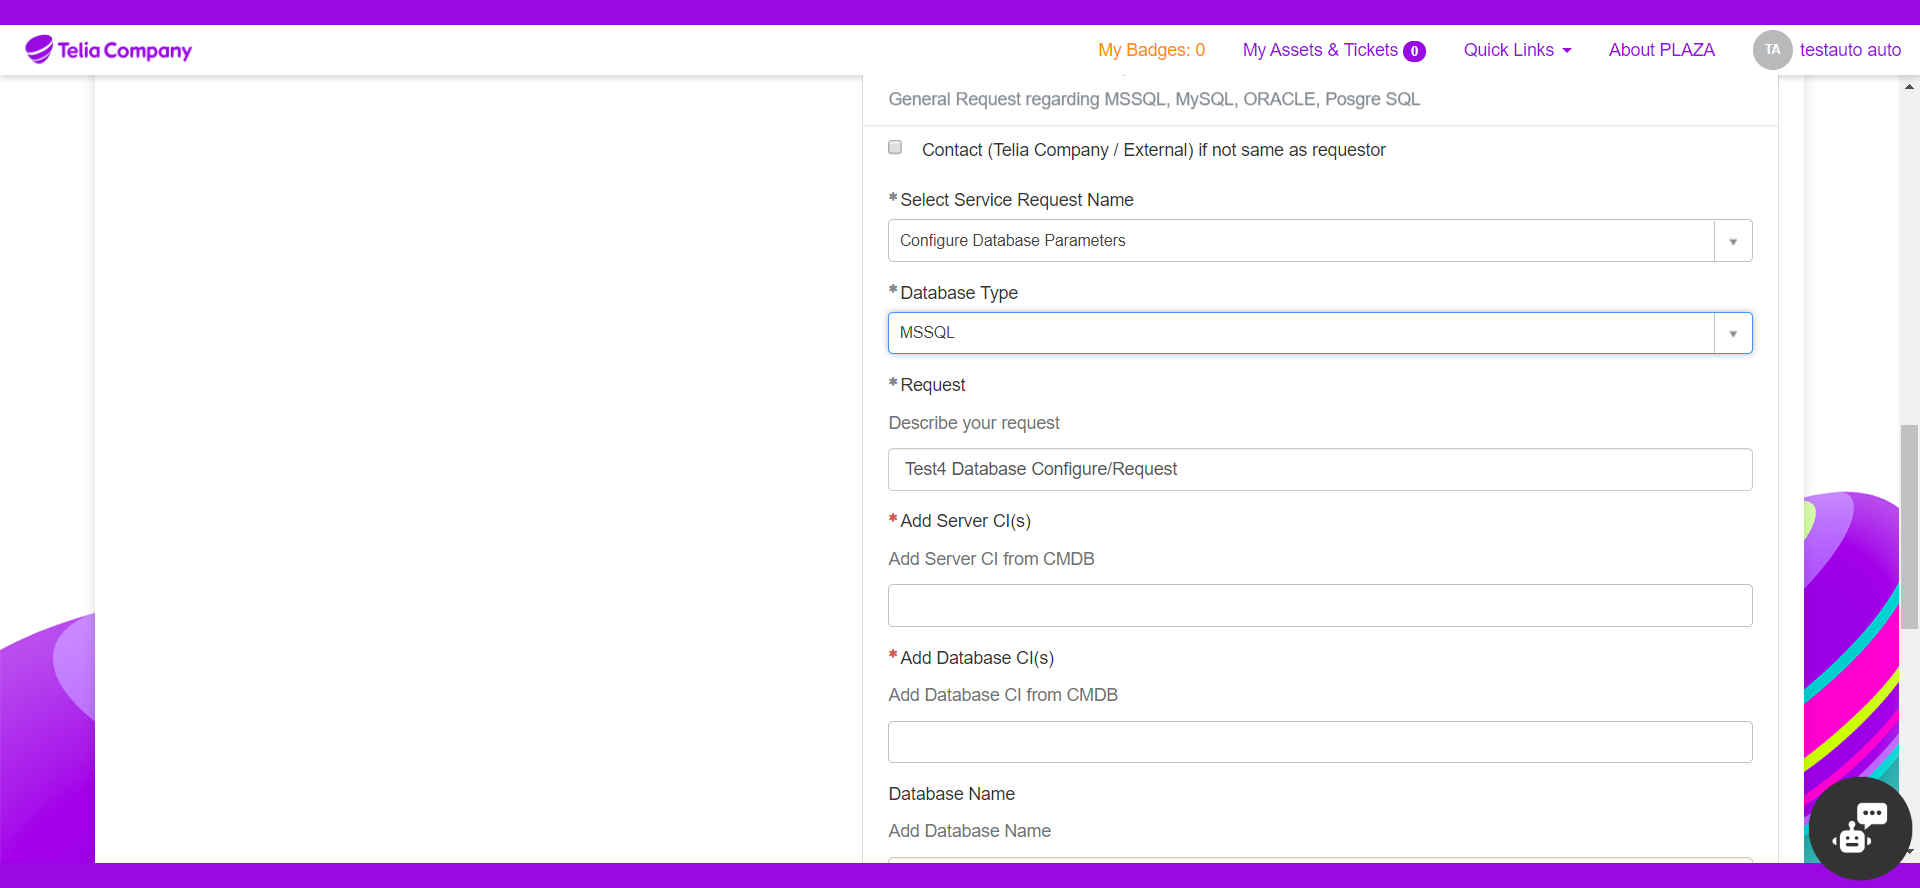 Telia Company
My Badges: 0
My Assets & Tickets 0
Quick Links
About PLAZA
TA
testauto auto
General Request regarding MSSQL, MySQL, ORACLE, Posgre SQL
Contact (Telia Company / External) if not same as requestor
* Select Service Request Name
Configure Database Parameters
* Database Type
MSSQL
* Request
Describe your request
Test4 Database Configure/Request
* Add Server CI(s)
Add Server CI from CMDB
* Add Database CI(s)
Add Database CI from CMDB
Database Name
Add Database Name